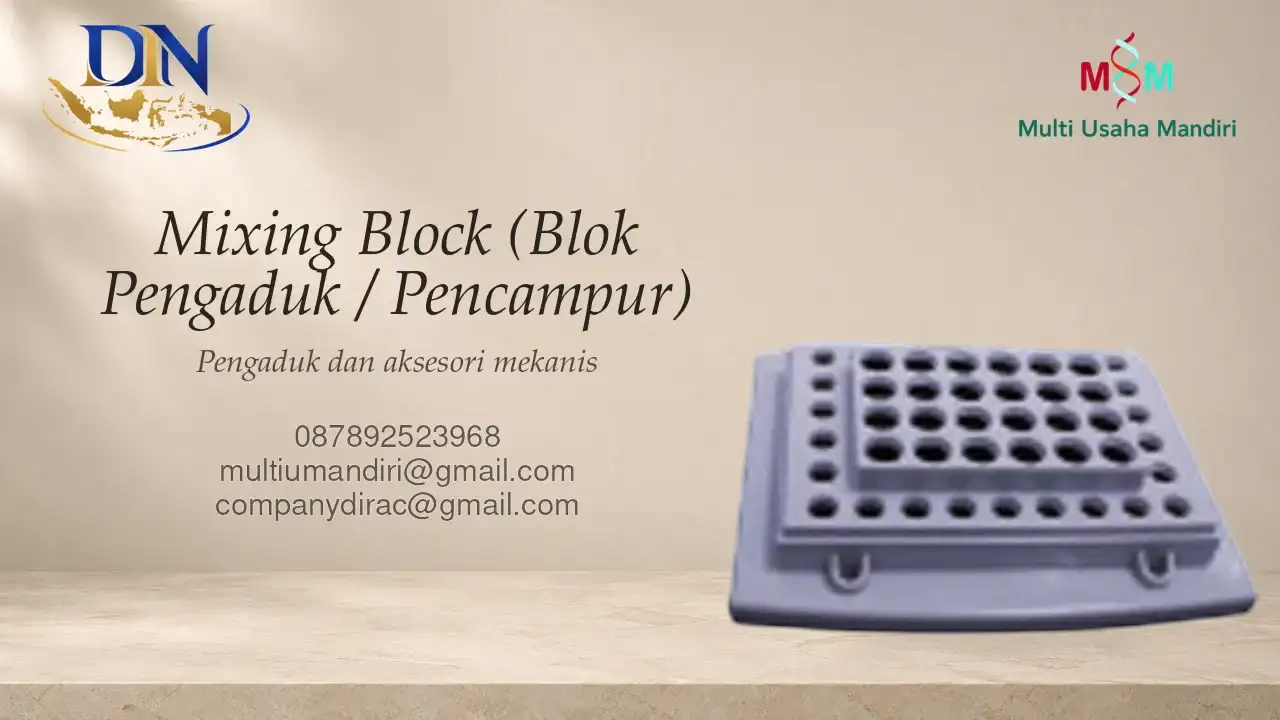 DN
M M
Multi Usaha Mandiri
Mixing Block (Blok
Pengaduk / Pencampur)
Pengaduk dan aksesori mekanis
087892523968
multiumandiri@gmail.com
companydirac@gmail.com